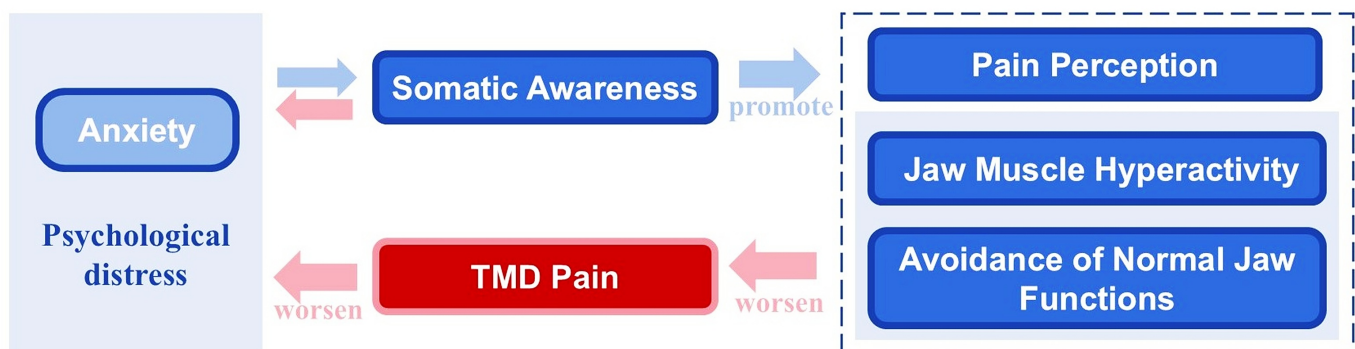 Anxiety
Psychological
distress
Somatic Awareness
promote
Pain Perception
Jaw Muscle Hyperactivity
Avoidance of Normal Jaw
Functions
worsen
TMD Pain
worsen